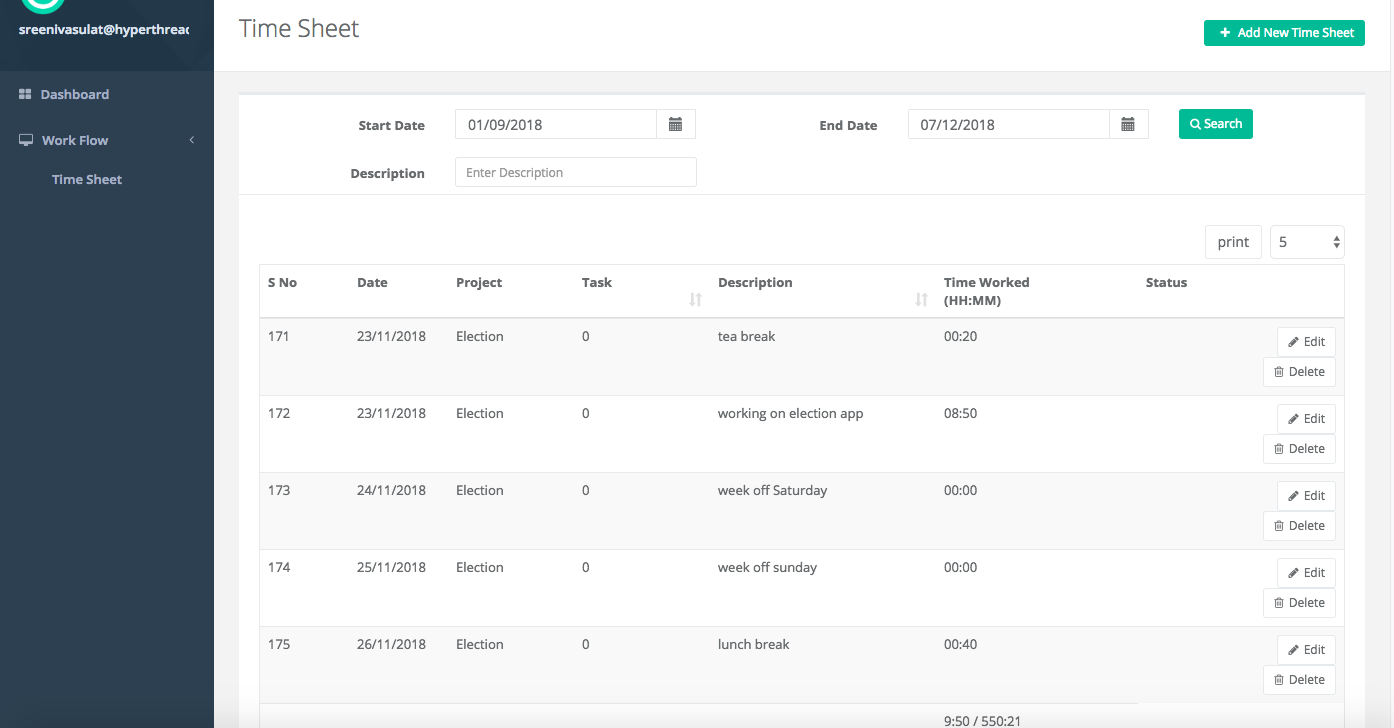 sreenivasulat@hyperthread
Time Sheet
+ Add New Time Sheet
Dashboard
Work Flow
Time Sheet
Start Date 01/09/2018 End Date 07/12/2018 Search
Description Enter Description
print 5
S No Date Project Task Description Time Worked (HH:MM) Status
171 23/11/2018 Election 0 tea break 00:20 Edit
Delete
172 23/11/2018 Election 0 working on election app 08:50 Edit
Delete
173 24/11/2018 Election 0 week off Saturday 00:00 Edit
Delete
174 25/11/2018 Election 0 week off sunday 00:00 Edit
Delete
175 26/11/2018 Election 0 lunch break 00:40 Edit
Delete
9:50 / 550:21